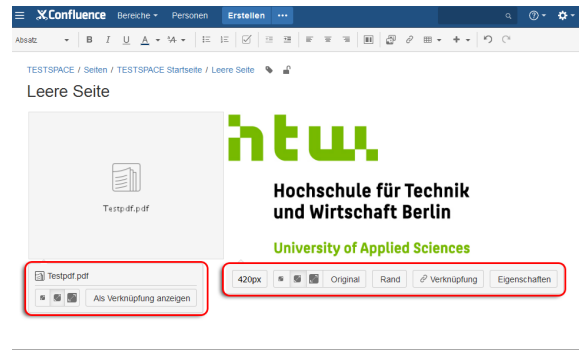 Confluence Bereiche Personen Erstellen ...
Absatz B I U A
TESTSPACE / Seiten / TESTSPACE Startseite / Leere Seite
Leere Seite
Testpdf.pdf
htw.
Hochschule für Technik
und Wirtschaft Berlin
University of Applied Sciences
Testpdf.pdf
Als Verknüpfung anzeigen
420px Original Rand Verknüpfung Eigenschaften